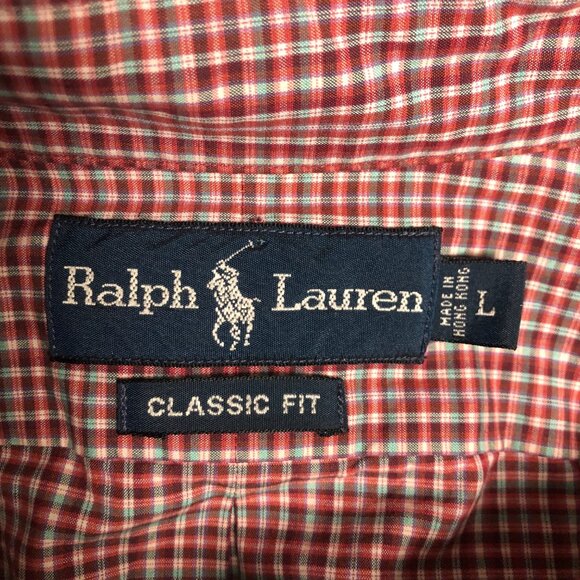 Ralph Lauren
MADE IN
HONG KONG
L
CLASSIC FIT